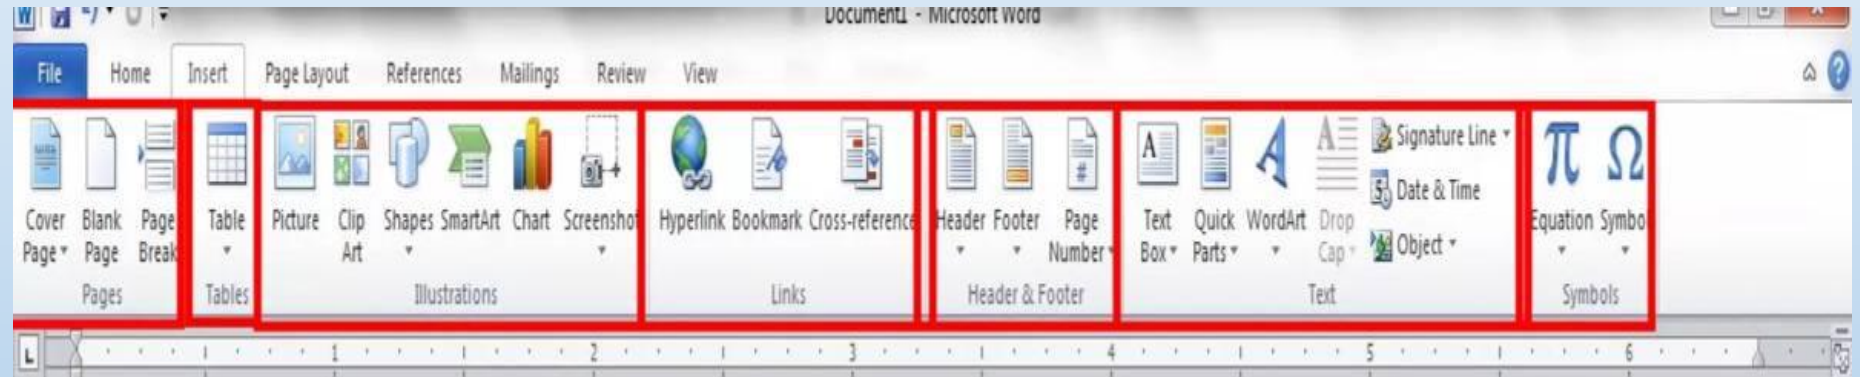 Document1 - Microsoft Word
File Home Insert Page Layout References Mailings Review View
Cover Page
Blank Page
Page Break
Pages
Table
Tables
Picture
Clip Art
Shapes
SmartArt
Chart
Screenshot
Illustrations
Hyperlink
Bookmark
Cross-reference
Links
Header
Footer
Page Number
Header & Footer
Text Box
Quick Parts
WordArt
Drop Cap
Signature Line
Date & Time
Object
Text
Equation
Symbol
Symbols
L
1 2 3 4 5 6